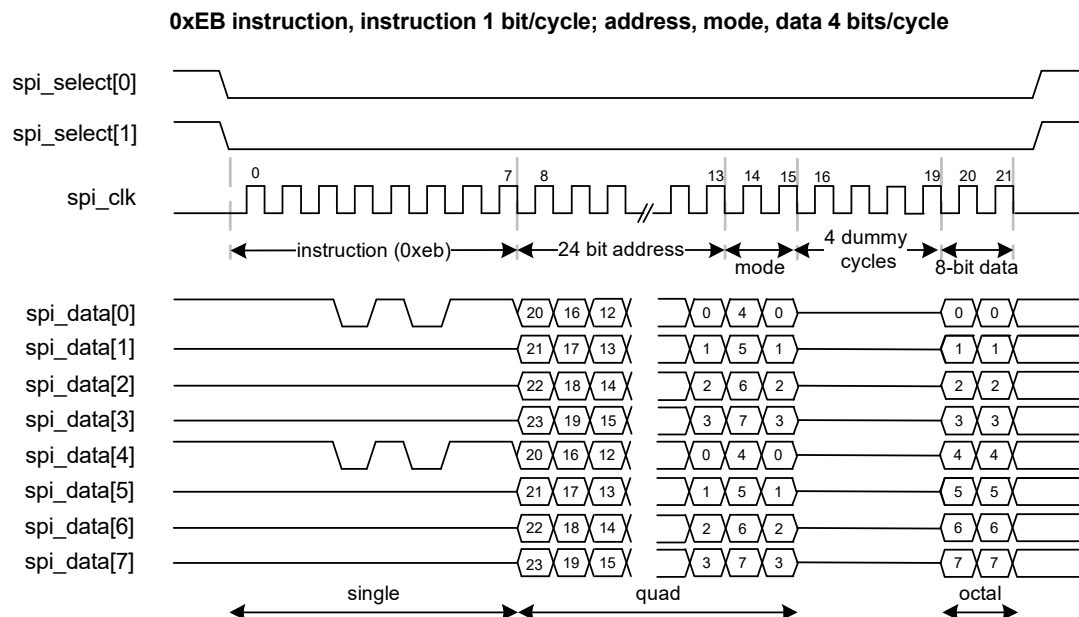 0xEB instruction, instruction 1 bit/cycle; address, mode, data 4 bits/cycle
spi_select[0]
spi_select[1]
0 7 8 13 14 15 16 19 20 21
spi_clk
instruction (0xeb) 24 bit address mode 4 dummy cycles 8-bit data
spi_data[0] 20 16 12 0 4 0 0 0
spi_data[1] 21 17 13 1 5 1 1 1
spi_data[2] 22 18 14 2 6 2 2 2
spi_data[3] 23 19 15 3 7 3 3 3
spi_data[4] 20 16 12 0 4 0 4 4
spi_data[5] 21 17 13 1 5 1 5 5
spi_data[6] 22 18 14 2 6 2 6 6
spi_data[7] 23 19 15 3 7 3 7 7
single quad octal